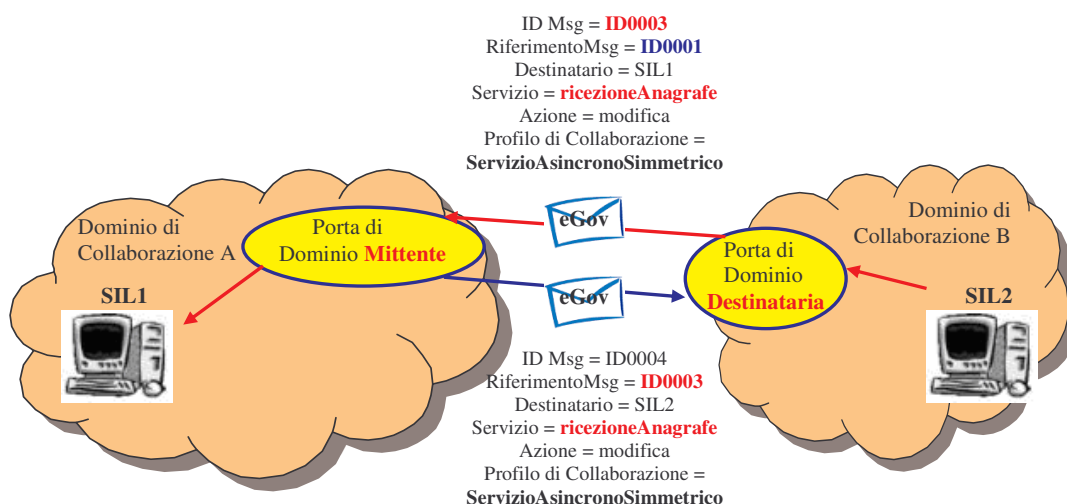 ID Msg = ID0003
RiferimentoMsg = ID0001
Destinatario = SIL1
Servizio = ricezioneAnagrafe
Azione = modifica
Profilo di Collaborazione =
ServizioAsincronoSimmetrico
Dominio di
Collaborazione A
SIL1
Porta di
Dominio Mittente
eGov
eGov
Porta di
Dominio
Destinataria
Dominio di
Collaborazione B
SIL2
ID Msg = ID0004
RiferimentoMsg = ID0003
Destinatario = SIL2
Servizio = ricezioneAnagrafe
Azione = modifica
Profilo di Collaborazione =
ServizioAsincronoSimmetrico